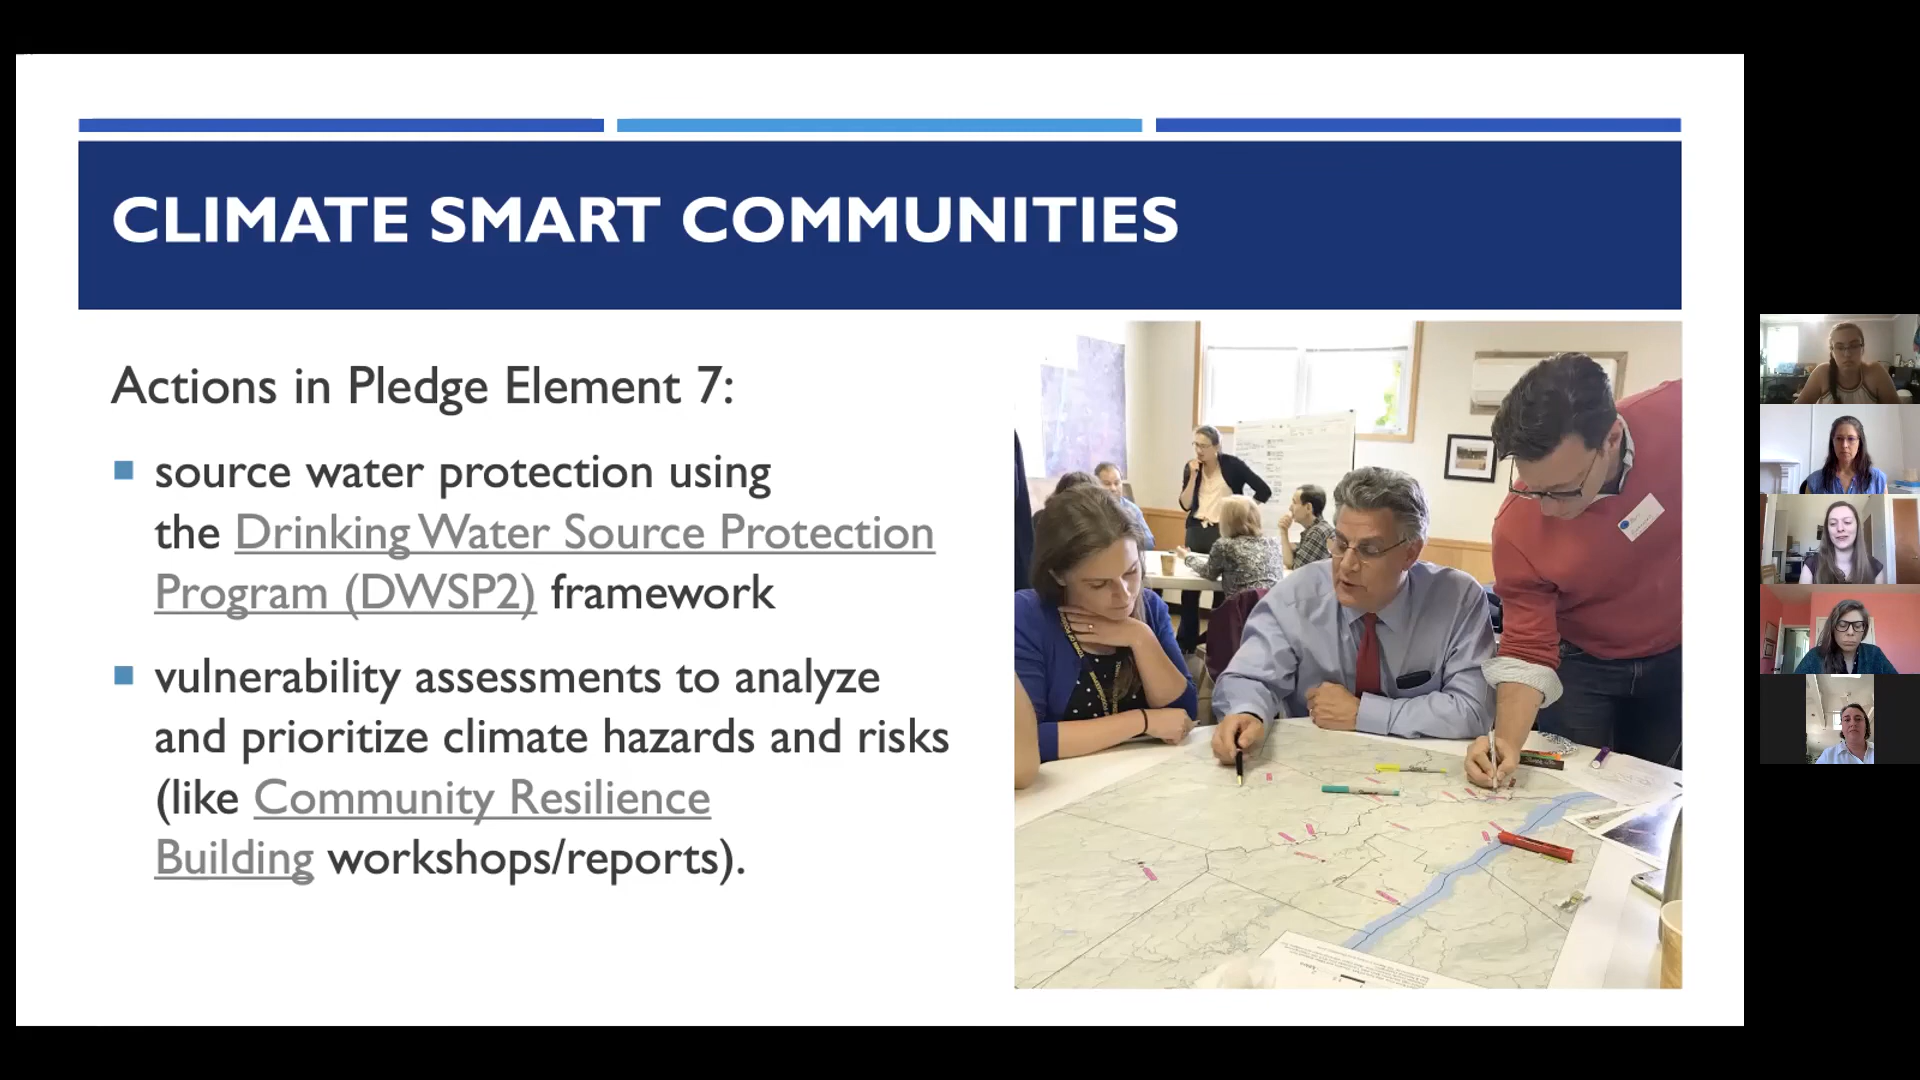 CLIMATE SMART COMMUNITIES
Actions in Pledge Element 7:
source water protection using
the Drinking Water Source Protection
Program (DWSP2) framework
vulnerability assessments to analyze
and prioritize climate hazards and risks
(like Community Resilience
Building workshops/reports).